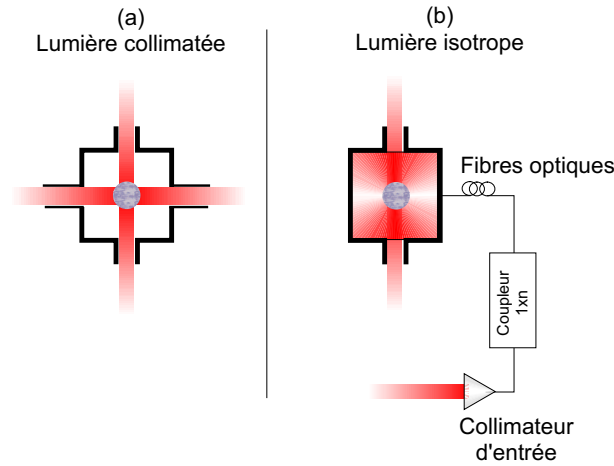 (a)
Lumière collimatée
(b)
Lumière isotrope
Fibres optiques
Coupleur
1xn
Collimateur
d'entrée